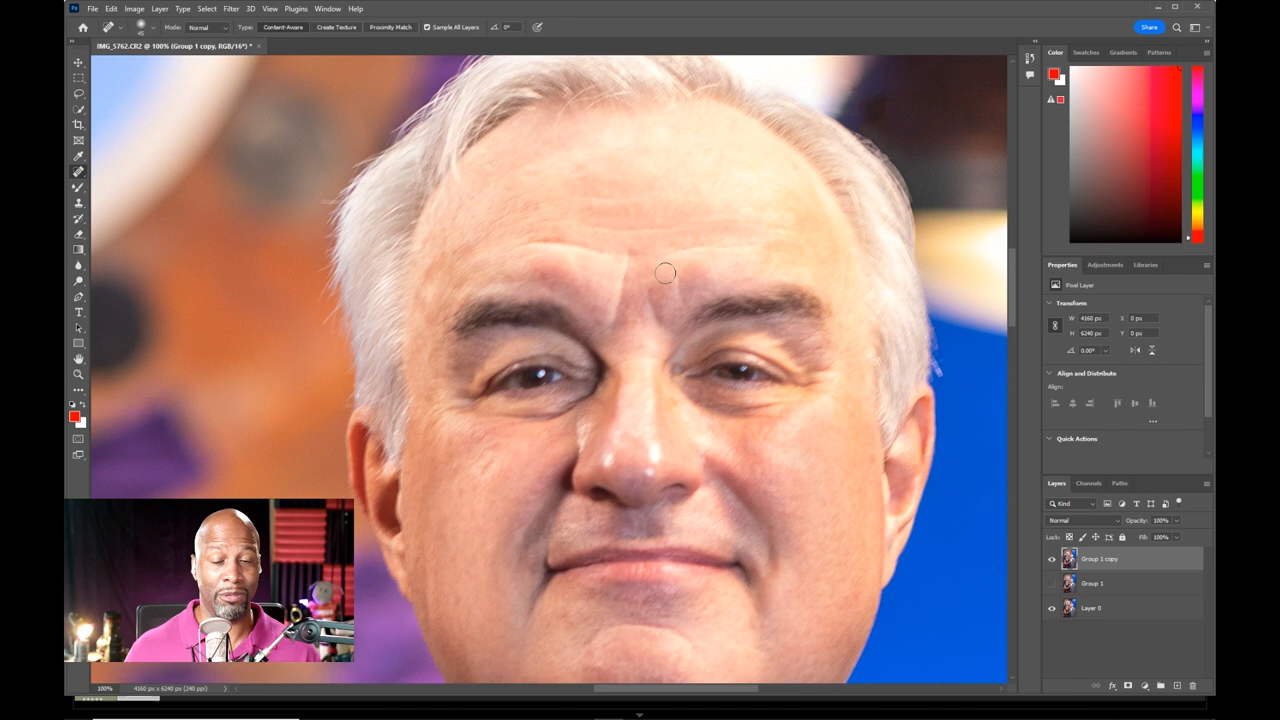 Ps File Edit Image Layer Type Select Filter 3D View Plugins Window Help
Mode: Normal Type: Content-Aware Create Texture Proximity Match Sample All Layers 0° Share
IMG_5762.CR2 @ 100% (Group 1 copy, RGB/16*) *
Color Swatches Gradients Patterns
Properties Adjustments Libraries
Pixel Layer
Transform
W 4160 px X 0 px
H 6240 px Y 0 px
0.00°
Align and Distribute
Align:
Quick Actions
Layers Channels Paths
Kind
Normal Opacity: 100%
Lock: Fill: 100%
Group 1 copy
Group 1
Layer 0
100% 4160 px x 6240 px (240 ppi)